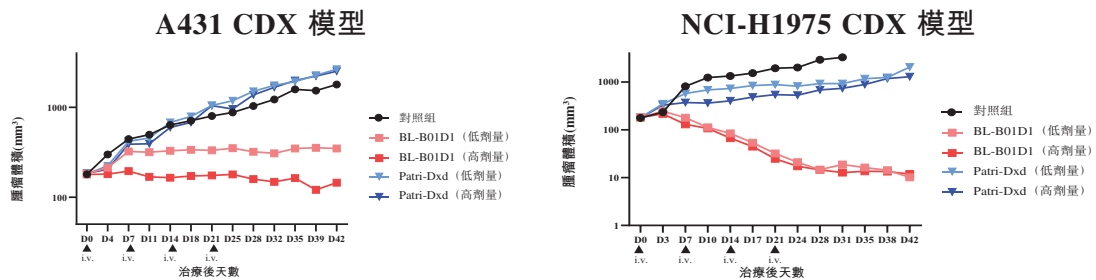 A431 CDX 模型
腫瘤體積(mm³)
1000
100
D0 D4 D7 D11 D14 D18 D21 D25 D28 D32 D35 D39 D42
i.v. i.v. i.v. i.v.
治療後天數
對照組
BL-B01D1（低劑量）
BL-B01D1（高劑量）
Patri-Dxd（低劑量）
Patri-Dxd（高劑量）
NCI-H1975 CDX 模型
腫瘤體積(mm³)
1000
100
10
1
D0 D3 D7 D10 D14 D17 D21 D24 D28 D31 D35 D38 D42
i.v. i.v. i.v. i.v.
治療後天數
對照組
BL-B01D1（低劑量）
BL-B01D1（高劑量）
Patri-Dxd（低劑量）
Patri-Dxd（高劑量）